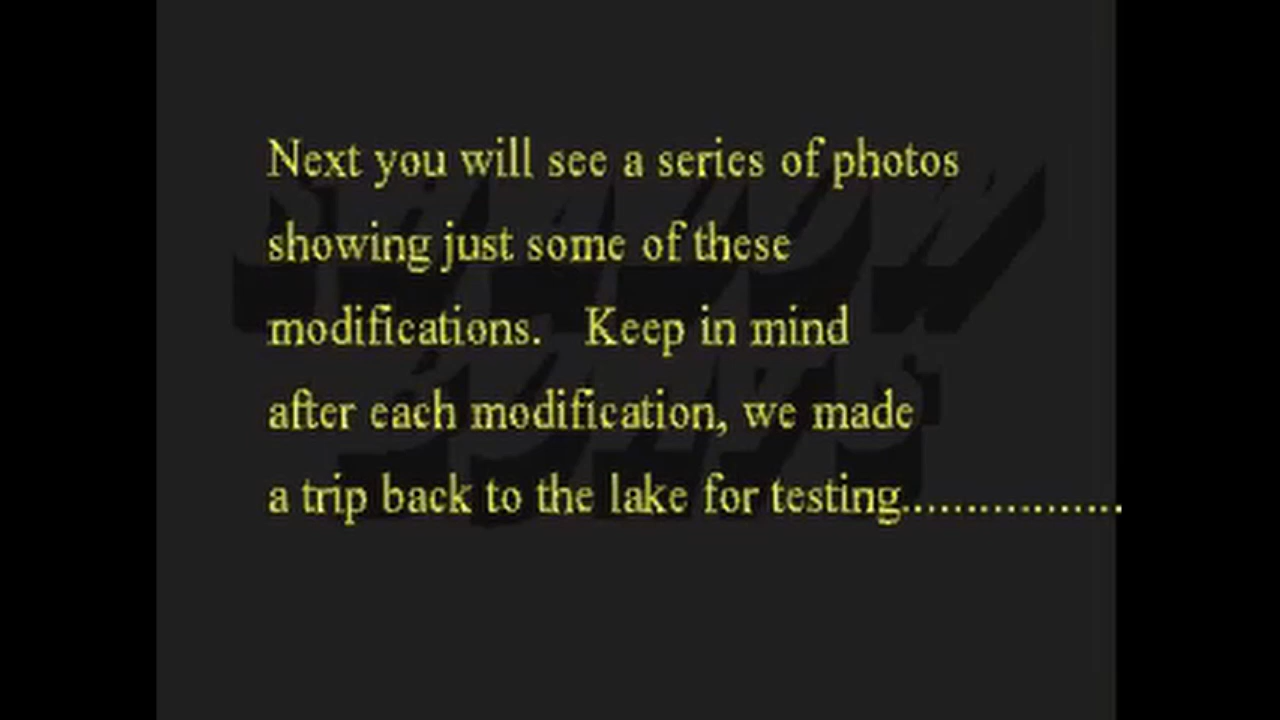 Next you will see a series of photos
showing just some of these
modifications.   Keep in mind
after each modification, we made
a trip back to the lake for testing.................